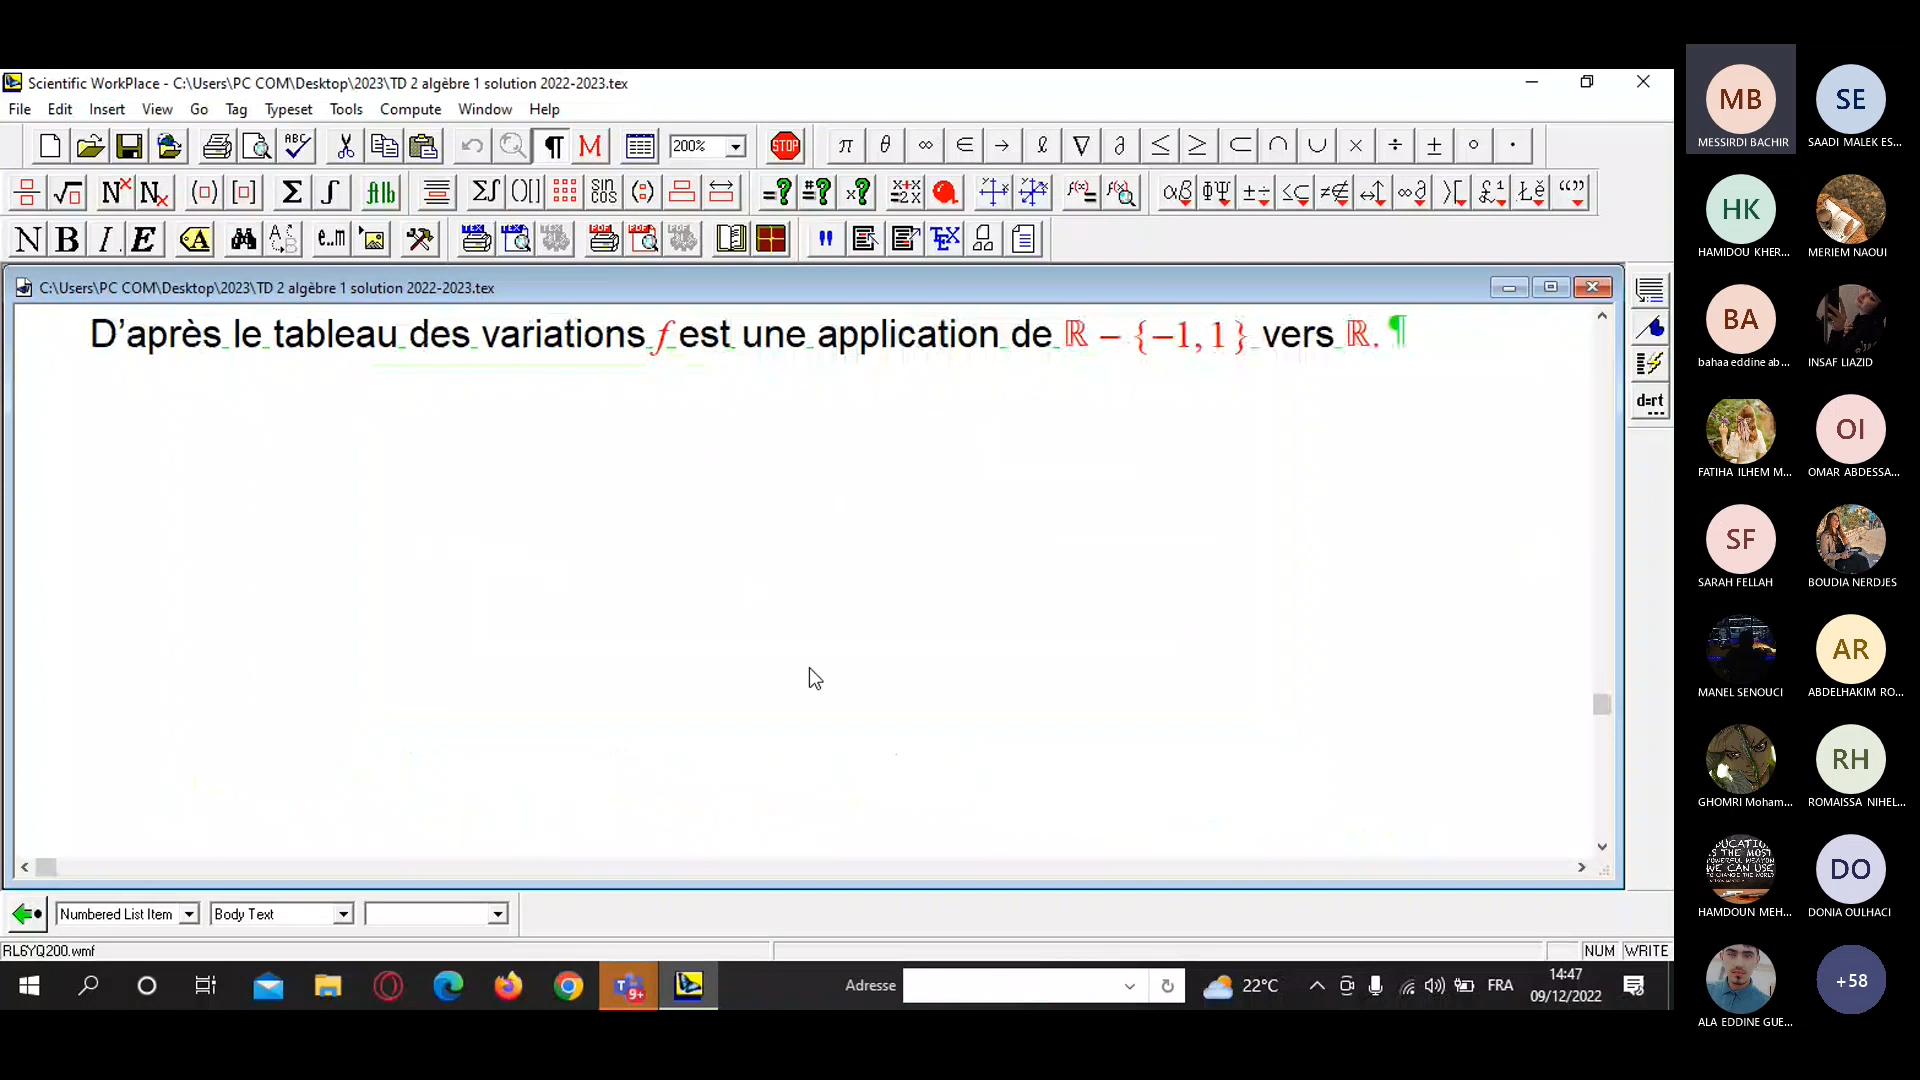 Scientific WorkPlace - C:\Users\PC COM\Desktop\2023\TD 2 algèbre 1 solution 2022-2023.tex
File Edit Insert View Go Tag Typeset Tools Compute Window Help
200% STOP π θ ∞ ∈ → ℓ ∇ ∂ ≤ ≥ ⊂ ∩ ∪ × ÷ ± ∘ ·
N B I E
C:\Users\PC COM\Desktop\2023\TD 2 algèbre 1 solution 2022-2023.tex
D’après le tableau des variations f est une application de ℝ − {−1, 1} vers ℝ. ¶
d=rt
Numbered List Item Body Text
RL6YQ200.wmf NUM WRITE
Adresse 22°C FRA 14:47
09/12/2022
MB SE
MESSIRDI BACHIR SAADI MALEK ES...
HK
HAMIDOU KHER... MERIEM NAOUI
BA
bahaa eddine ab... INSAF LIAZID
OI
FATIHA ILHEM M... OMAR ABDESSA...
SF
SARAH FELLAH BOUDIA NERDJES
AR
MANEL SENOUCI ABDELHAKIM RO...
RH
GHOMRI Moham... ROMAISSA NIHEL...
DO
HAMDOUN MEH... DONIA OULHACI
+58
ALA EDDINE GUE...